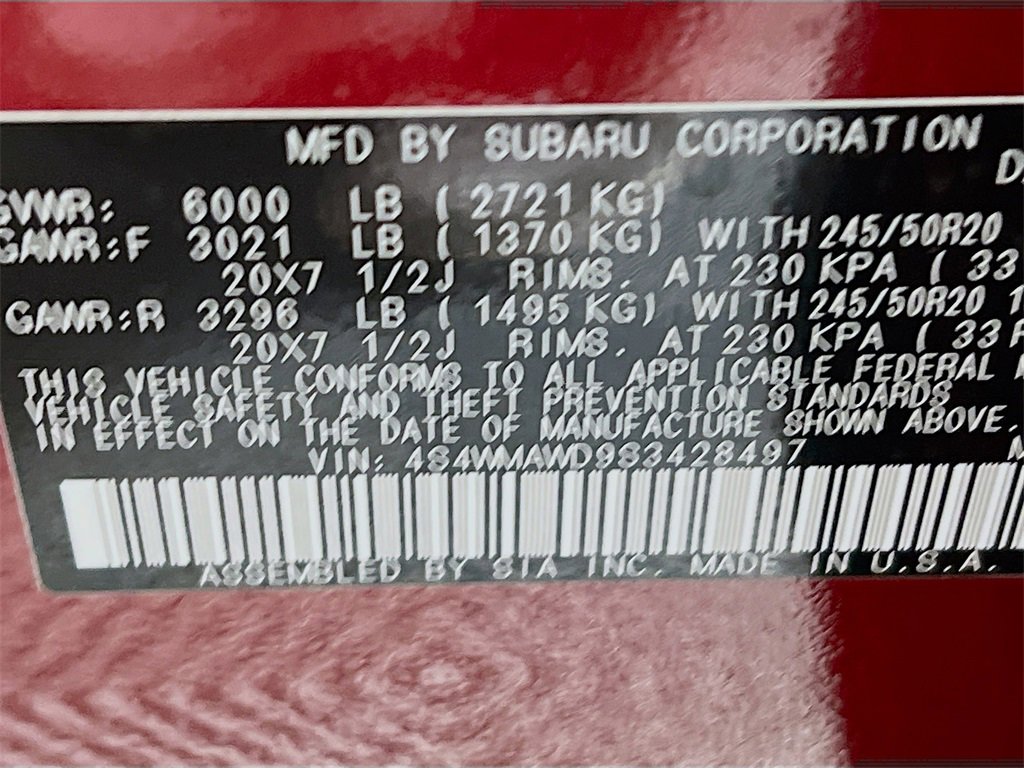 MFD BY SUBARU CORPORATION
GVWR: 6000 LB ( 2721 KG)
GAWR:F 3021 LB ( 1370 KG) WITH 245/50R20
20X7 1/2J RIMS. AT 230 KPA ( 33
GAWR:R 3296 LB ( 1495 KG) WITH 245/50R20
20X7 1/2J RIMS. AT 230 KPA ( 33
THIS VEHICLE CONFORMS TO ALL APPLICABLE FEDERAL
VEHICLE SAFETY AND THEFT PREVENTION STANDARDS
IN EFFECT ON THE DATE OF MANUFACTURE SHOWN ABOVE.
VIN: 4S4WMAWD9S3428497
ASSEMBLED BY SIA INC. MADE IN U.S.A.